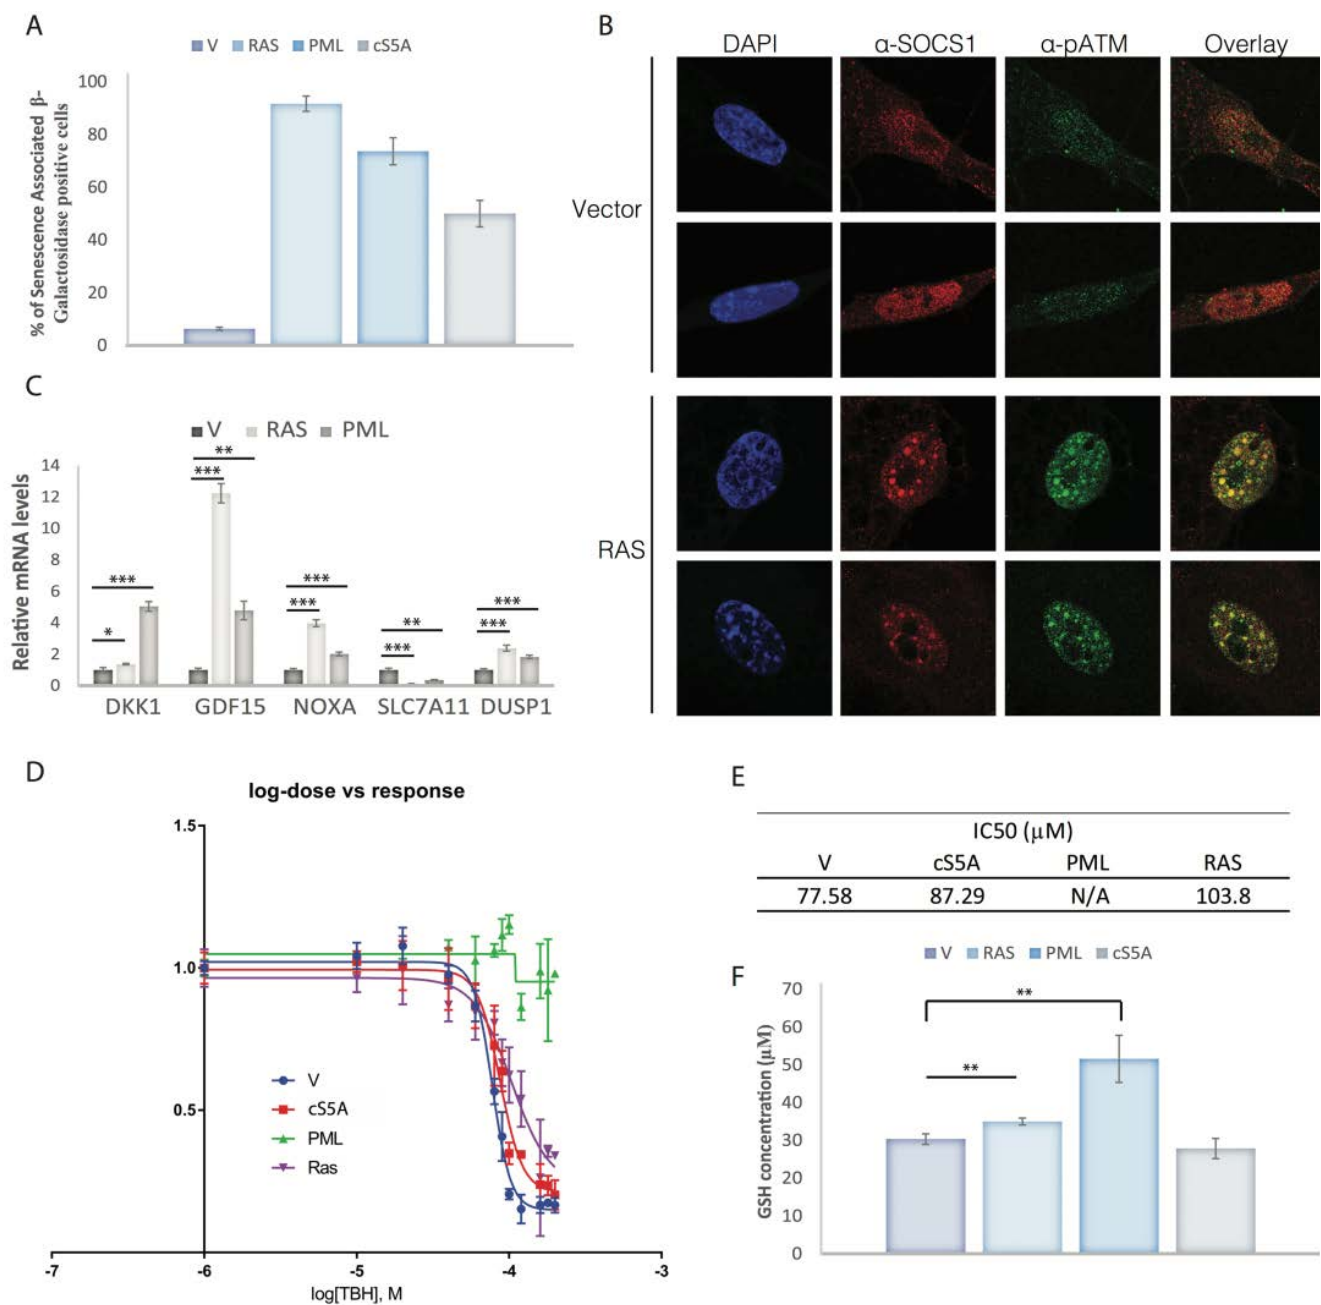 A
V RAS PML cS5A
% of Senescence Associated β-
Galactosidase positive cells
100
80
60
40
20
0
B
DAPI α-SOCS1 α-pATM Overlay
Vector
RAS
C
V RAS PML
Relative mRNA levels
14
12
10
8
6
4
2
0
* ***
*** **
*** ***
*** **
*** ***
DKK1 GDF15 NOXA SLC7A11 DUSP1
D
log-dose vs response
1.5
1.0
0.5
V
cS5A
PML
Ras
-7 -6 -5 -4 -3
log[TBH], M
E
IC50 (μM)
V cS5A PML RAS
77.58 87.29 N/A 103.8
F
V RAS PML cS5A
GSH concentration (μM)
70
60
50
40
30
20
10
0
**
**